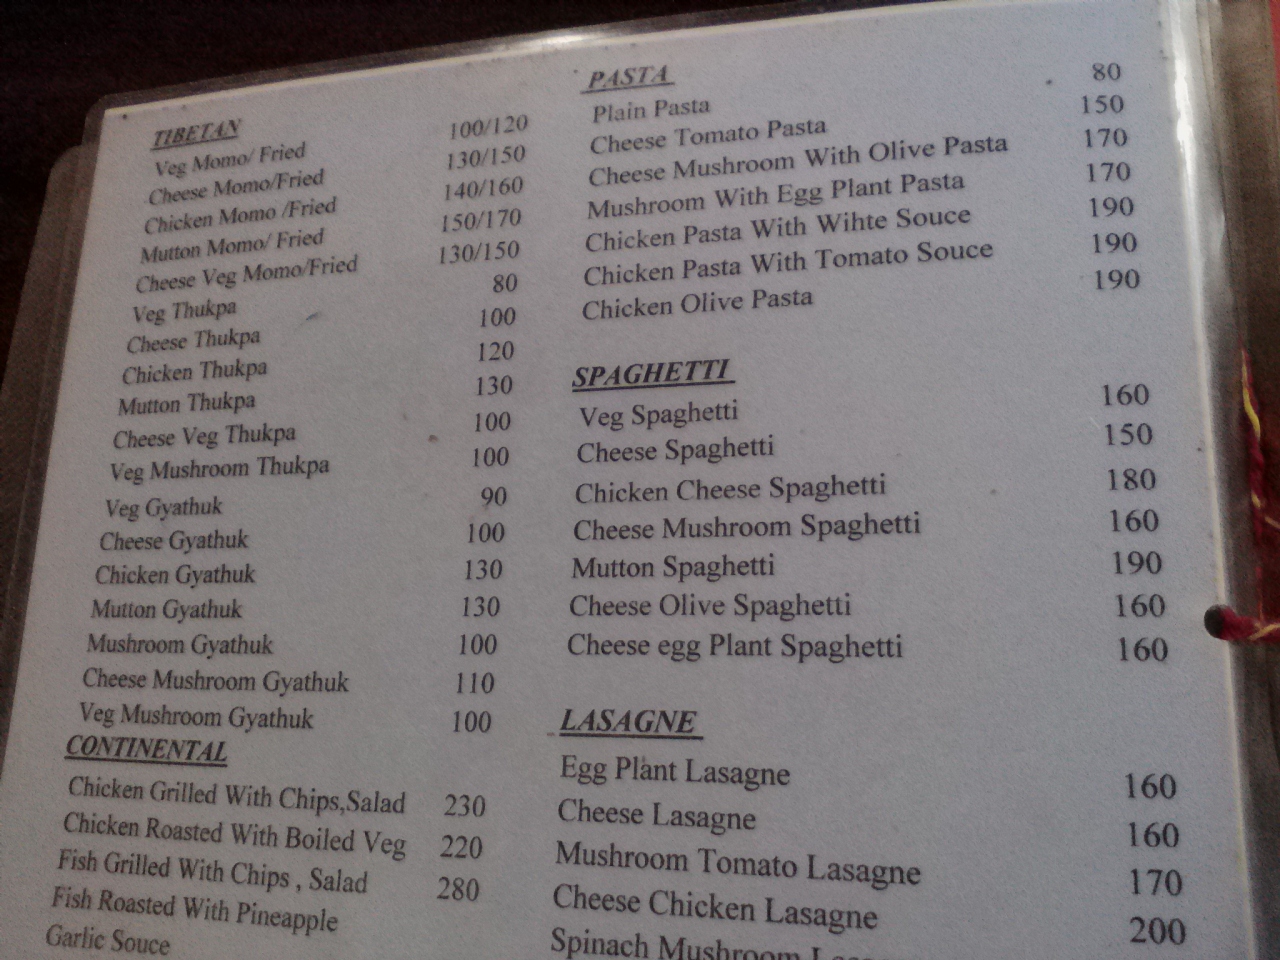 TIBETAN
Veg Momo/ Fried 100/120
Cheese Momo/Fried 130/150
Chicken Momo /Fried 140/160
Mutton Momo/ Fried 150/170
Cheese Veg Momo/Fried 130/150
Veg Thukpa 80
Cheese Thukpa 100
Chicken Thukpa 120
Mutton Thukpa 130
Cheese Veg Thukpa 100
Veg Mushroom Thukpa 100
Veg Gyathuk 90
Cheese Gyathuk 100
Chicken Gyathuk 130
Mutton Gyathuk 130
Mushroom Gyathuk 100
Cheese Mushroom Gyathuk 110
Veg Mushroom Gyathuk 100
CONTINENTAL
Chicken Grilled With Chips,Salad 230
Chicken Roasted With Boiled Veg 220
Fish Grilled With Chips , Salad 280
Fish Roasted With Pineapple
Garlic Souce
PASTA
Plain Pasta 80
Cheese Tomato Pasta 150
Cheese Mushroom With Olive Pasta 170
Mushroom With Egg Plant Pasta 170
Chicken Pasta With Wihte Souce 190
Chicken Pasta With Tomato Souce 190
Chicken Olive Pasta 190
SPAGHETTI
Veg Spaghetti 160
Cheese Spaghetti 150
Chicken Cheese Spaghetti 180
Cheese Mushroom Spaghetti 160
Mutton Spaghetti 190
Cheese Olive Spaghetti 160
Cheese egg Plant Spaghetti 160
LASAGNE
Egg Plant Lasagne 160
Cheese Lasagne 160
Mushroom Tomato Lasagne 170
Cheese Chicken Lasagne 200
Spinach Mushroom